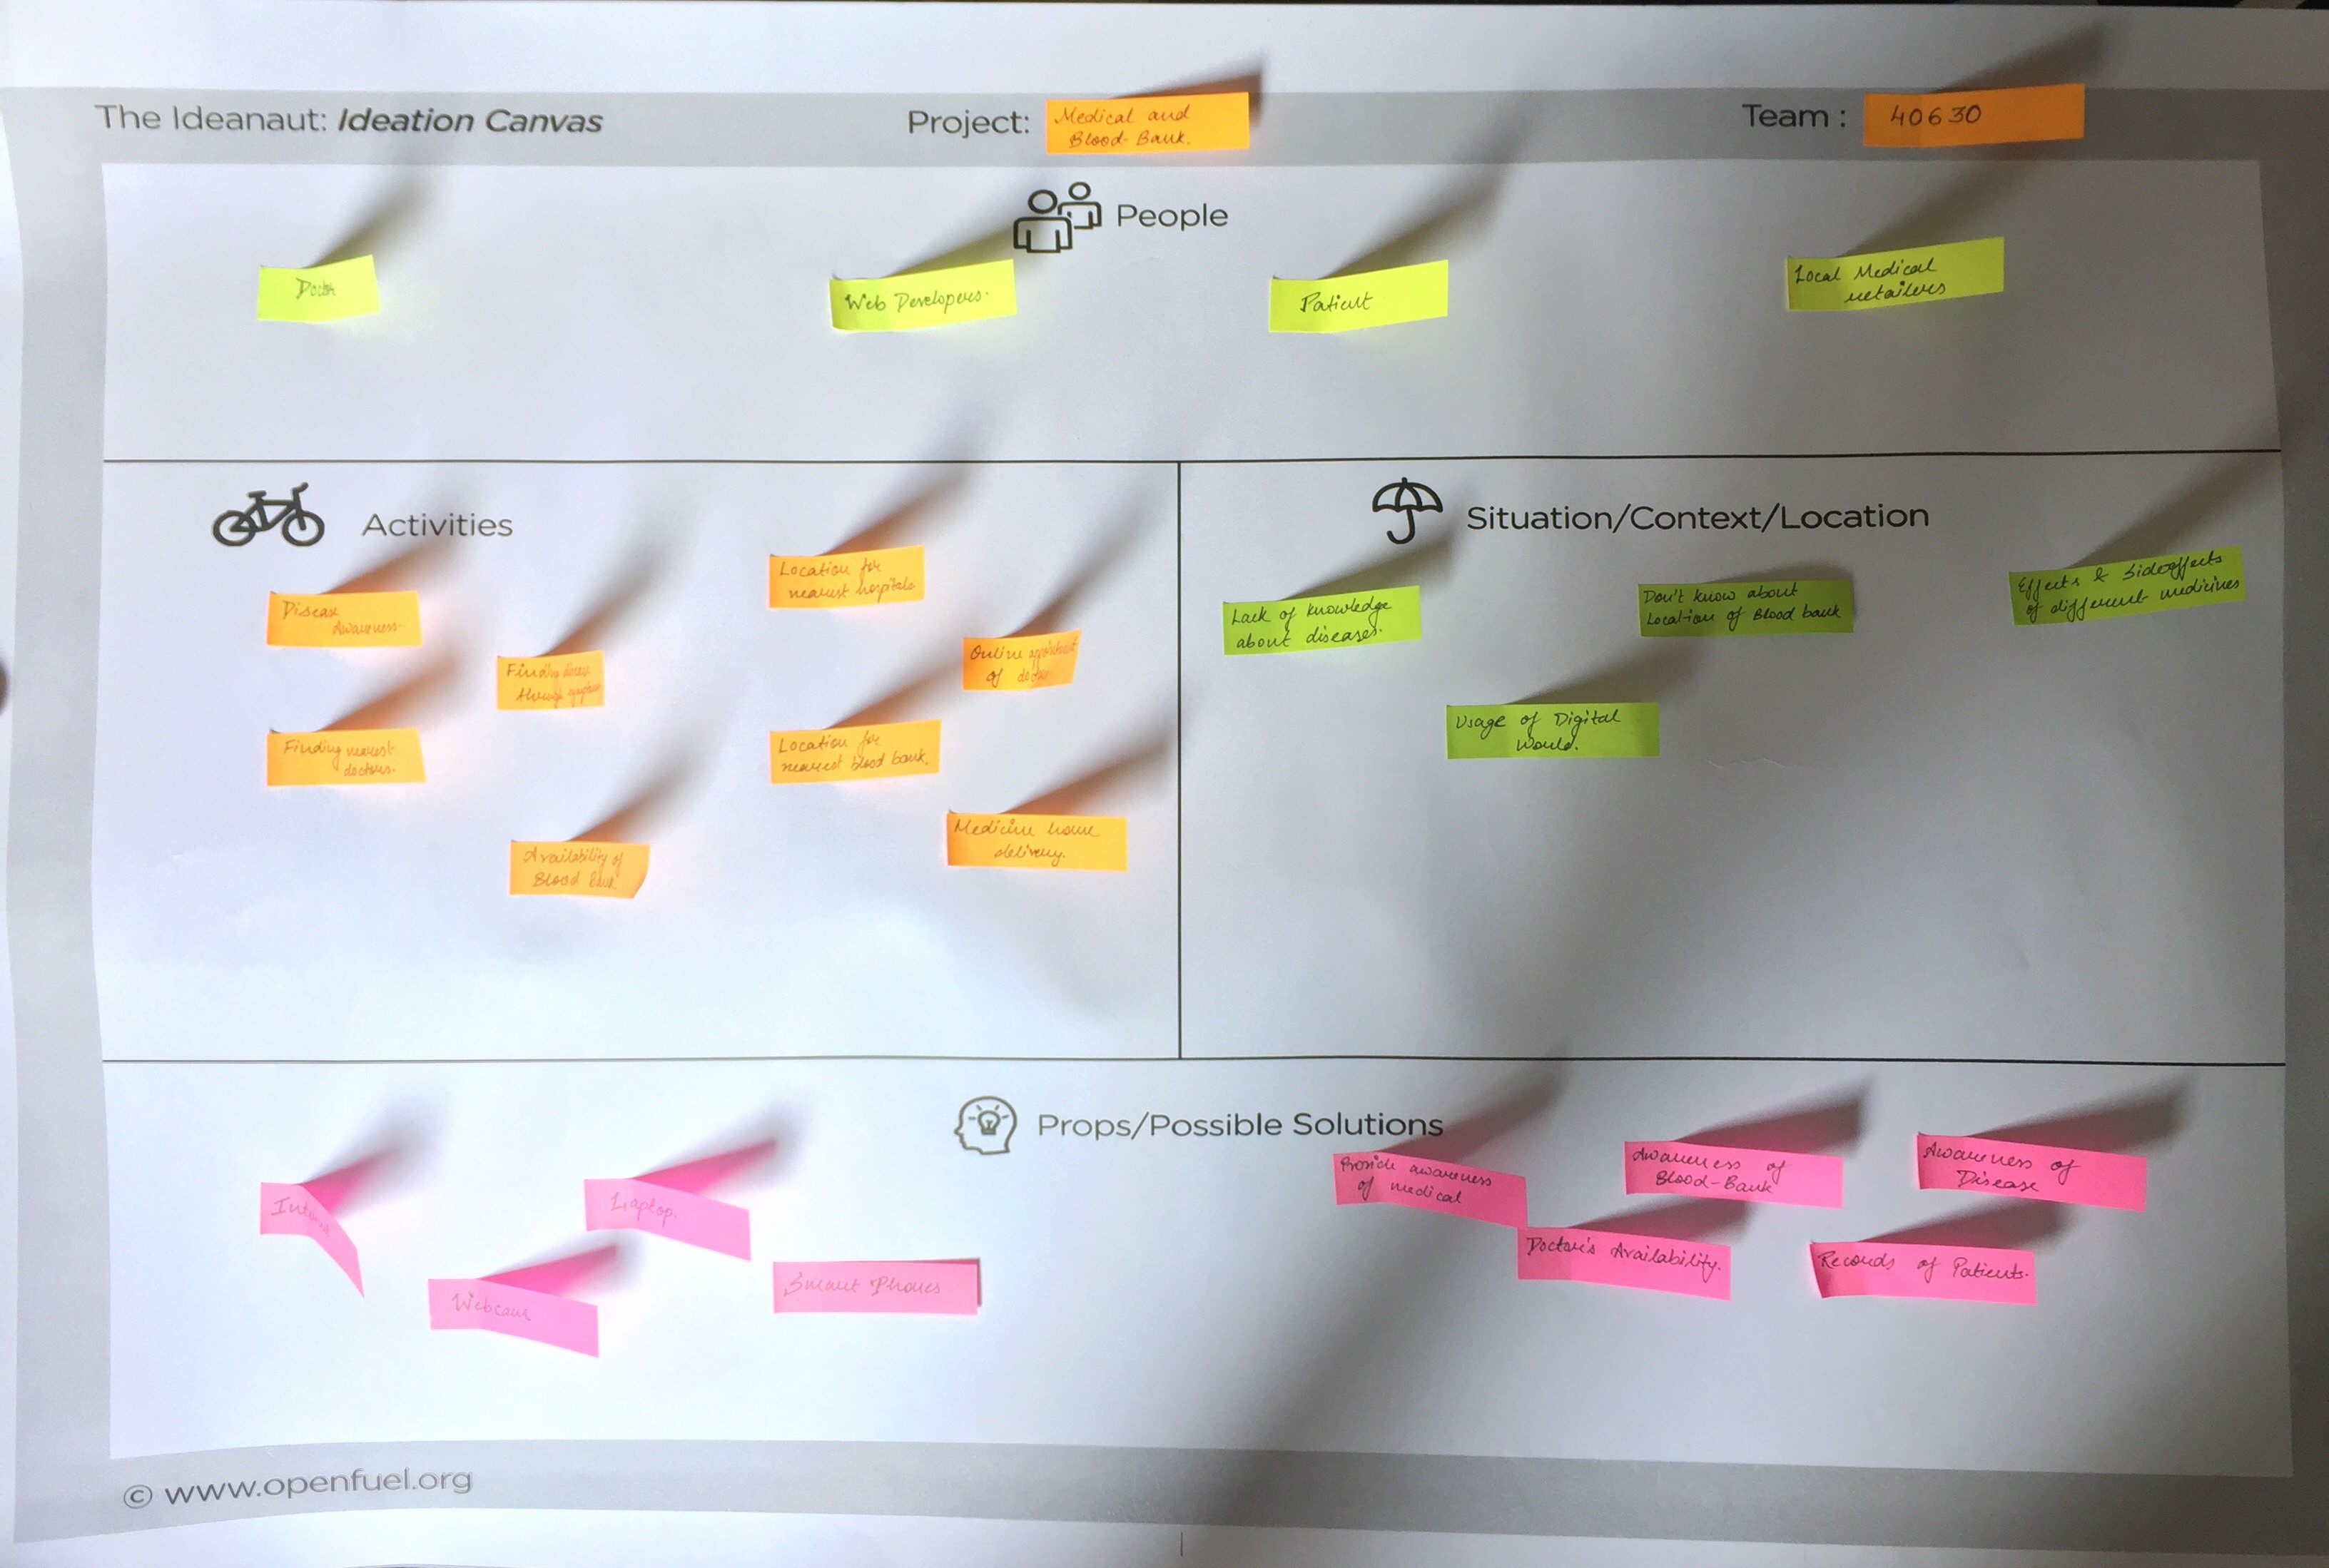 The Ideanaut: Ideation Canvas
Project:
Medical and
Blood-Bank.
Team :
40630
People
Doctor
Web Developers.
Patient
Local Medical
retailers
Activities
Disease
Awareness.
Finding disease
through symptoms
Finding nearest
doctors.
Availability of
Blood Bank
Location for
nearest hospitals
Online appointment
of doctor
Location for
nearest blood bank.
Medicine home
delivery.
Situation/Context/Location
Lack of knowledge
about diseases.
Don't know about
Location of Blood bank
Effects & Sideeffects
of different medicines
Usage of Digital
World.
Props/Possible Solutions
Internet
Laptop.
Webcam
Smart Phones
Provide awareness
of medical
Awareness of
Blood-Bank
Awareness of
Disease
Doctor's Availability.
Records of Patients.
© www.openfuel.org